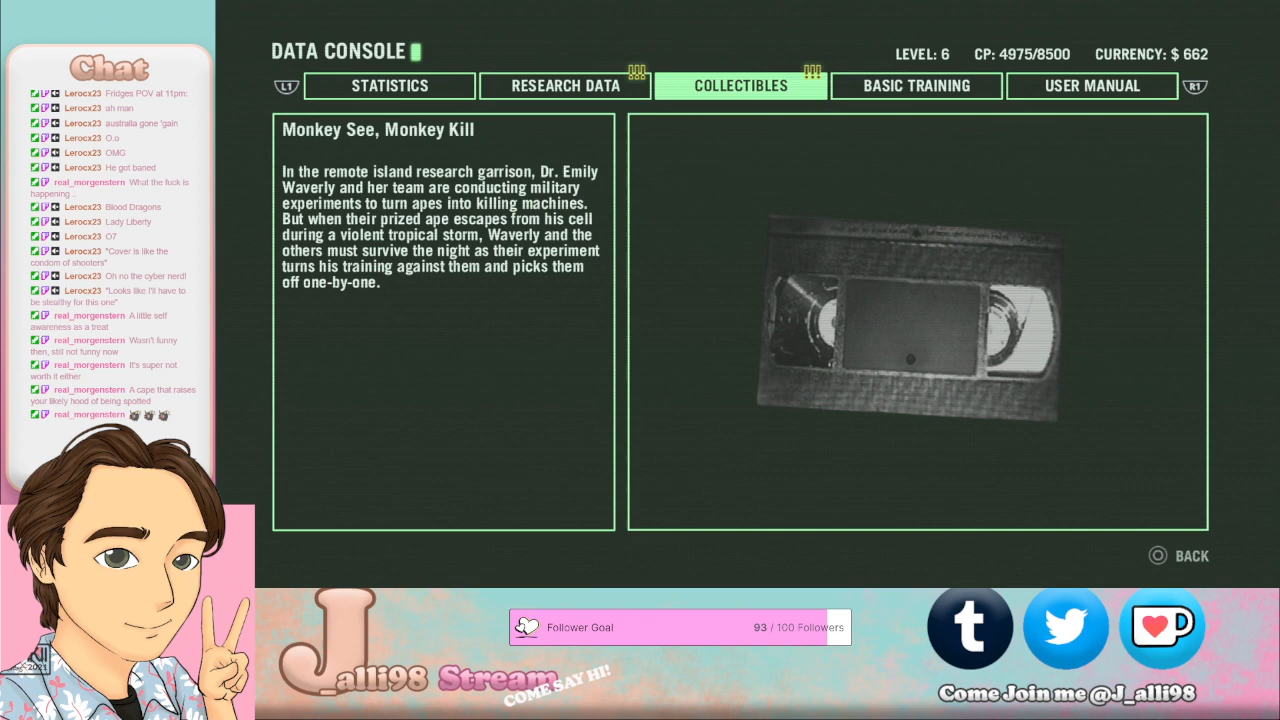 Chat
Lerocx23 Fridges POV at 11pm:
Lerocx23 ah man
Lerocx23 australia gone 'gain
Lerocx23 O.o
Lerocx23 OMG
Lerocx23 He got baned
real_morgenstern What the fuck is
happening ..
Lerocx23 Blood Dragons
Lerocx23 Lady Liberty
Lerocx23 O7
Lerocx23 "Cover is like the
condom of shooters"
Lerocx23 Oh no the cyber nerd!
Lerocx23 "Looks like I'll have to
be stealthy for this one"
real_morgenstern A little self
awareness as a treat
real_morgenstern Wasn't funny
then, still not funny now
real_morgenstern It's super not
worth it either
real_morgenstern A cape that raises
your likely hood of being spotted
real_morgenstern
2021
DATA CONSOLE
LEVEL: 6 CP: 4975/8500 CURRENCY: $ 662
L1 STATISTICS RESEARCH DATA !!! COLLECTIBLES !!! BASIC TRAINING USER MANUAL R1
Monkey See, Monkey Kill
In the remote island research garrison, Dr. Emily
Waverly and her team are conducting military
experiments to turn apes into killing machines.
But when their prized ape escapes from his cell
during a violent tropical storm, Waverly and the
others must survive the night as their experiment
turns his training against them and picks them
off one-by-one.
BACK
J_alli98 Stream
COME SAY HI!
Follower Goal 93 / 100 Followers
t
Come Join me @J_alli98